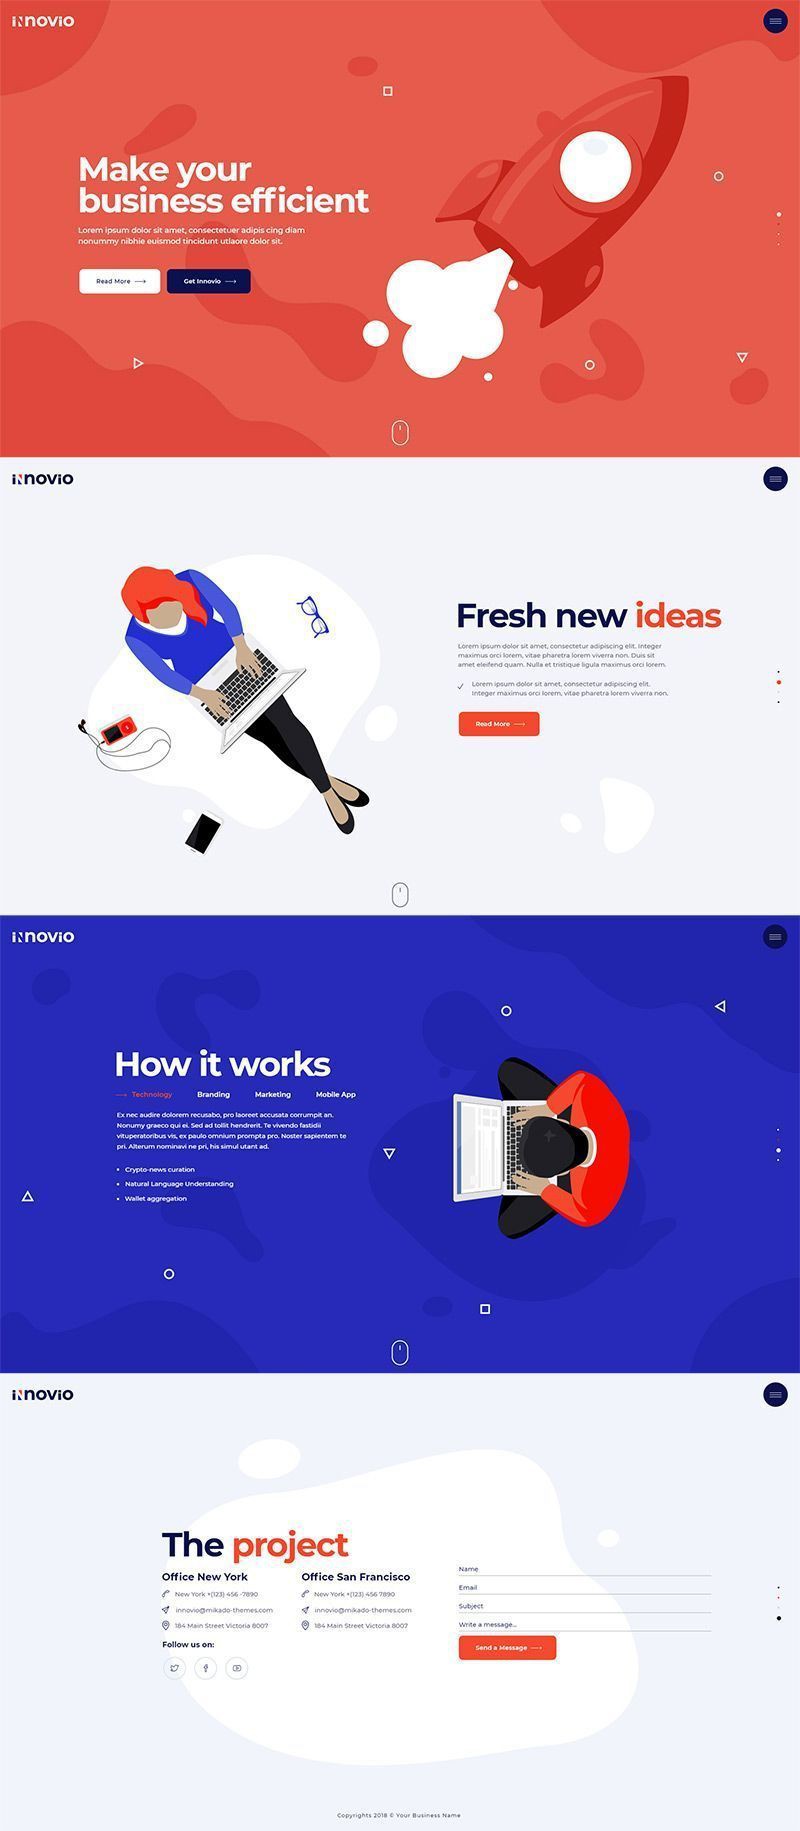 innovio
Make your
business efficient
Lorem ipsum dolor sit amet, consectetuer adipis cing diam
nonummy nibhie euismod tincidunt utlaore dolor sit.
Read More
Get Innovio
innovio
Fresh new ideas
Lorem ipsum dolor sit amet, consectetur adipiscing elit. Integer
maximus orci lorem, vitae pharetra lorem viverra non. Duis sit
amet eleifend quam. Nulla et tristique ligula maximus orci lorem.
Lorem ipsum dolor sit amet, consectetur adipiscing elit.
Integer maximus orci lorem, vitae pharetra lorem viverra non.
Read More
innovio
How it works
Technology
Branding
Marketing
Mobile App
Ex nec audire dolorem recusabo, pro laoreet accusata corrumpit an.
Nonumy graeco qui ei. Sed ad tollit hendrerit. Te vivendo fastidii
vituperatoribus vis, ex paulo omnium prompta pro. Noster sapientem te
pri. Alterum nominavi ne pri, his simul utant ad.
• Crypto-news curation
• Natural Language Understanding
• Wallet aggregation
innovio
The project
Office New York
New York +(123) 456 -7890
innovio@mikado-themes.com
184 Main Street Victoria 8007
Office San Francisco
New York +(123) 456 7890
innovio@mikado-themes.com
184 Main Street Victoria 8007
Follow us on:
Name
Email
Subject
Write a message...
Send a Message
Copyrights 2018 © Your Business Name